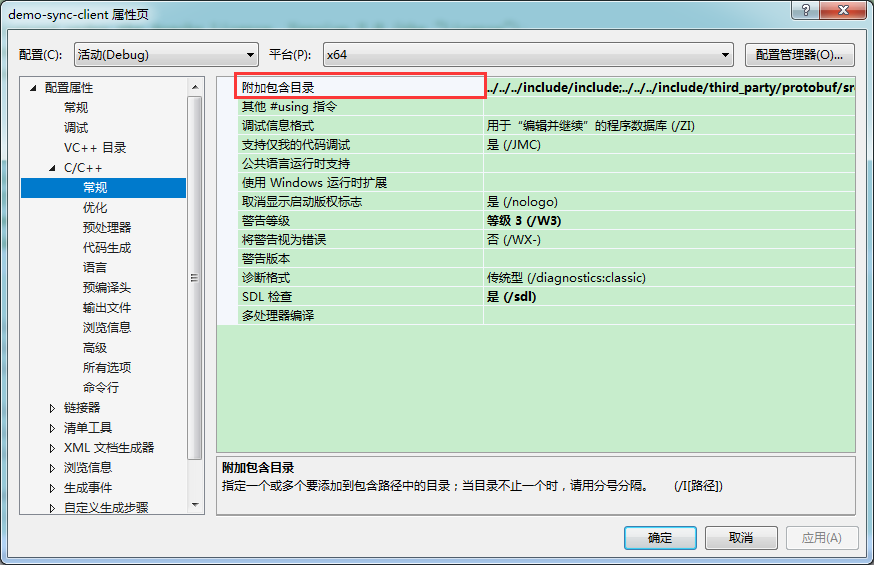 demo-sync-client 属性页
配置(C): 活动(Debug) 平台(P): x64 配置管理器(O)...
配置属性
常规
调试
VC++ 目录
C/C++
常规
优化
预处理器
代码生成
语言
预编译头
输出文件
浏览信息
高级
所有选项
命令行
链接器
清单工具
XML 文档生成器
浏览信息
生成事件
自定义生成步骤
附加包含目录 ../../../include/include;../../../include/third_party/protobuf/sr
其他 #using 指令
调试信息格式 用于“编辑并继续”的程序数据库 (/ZI)
支持仅我的代码调试 是 (/JMC)
公共语言运行时支持
使用 Windows 运行时扩展
取消显示启动版权标志 是 (/nologo)
警告等级 等级 3 (/W3)
将警告视为错误 否 (/WX-)
警告版本
诊断格式 传统型 (/diagnostics:classic)
SDL 检查 是 (/sdl)
多处理器编译
附加包含目录
指定一个或多个要添加到包含路径中的目录；当目录不止一个时，请用分号分隔。 (/I[路径])
确定 取消 应用(A)